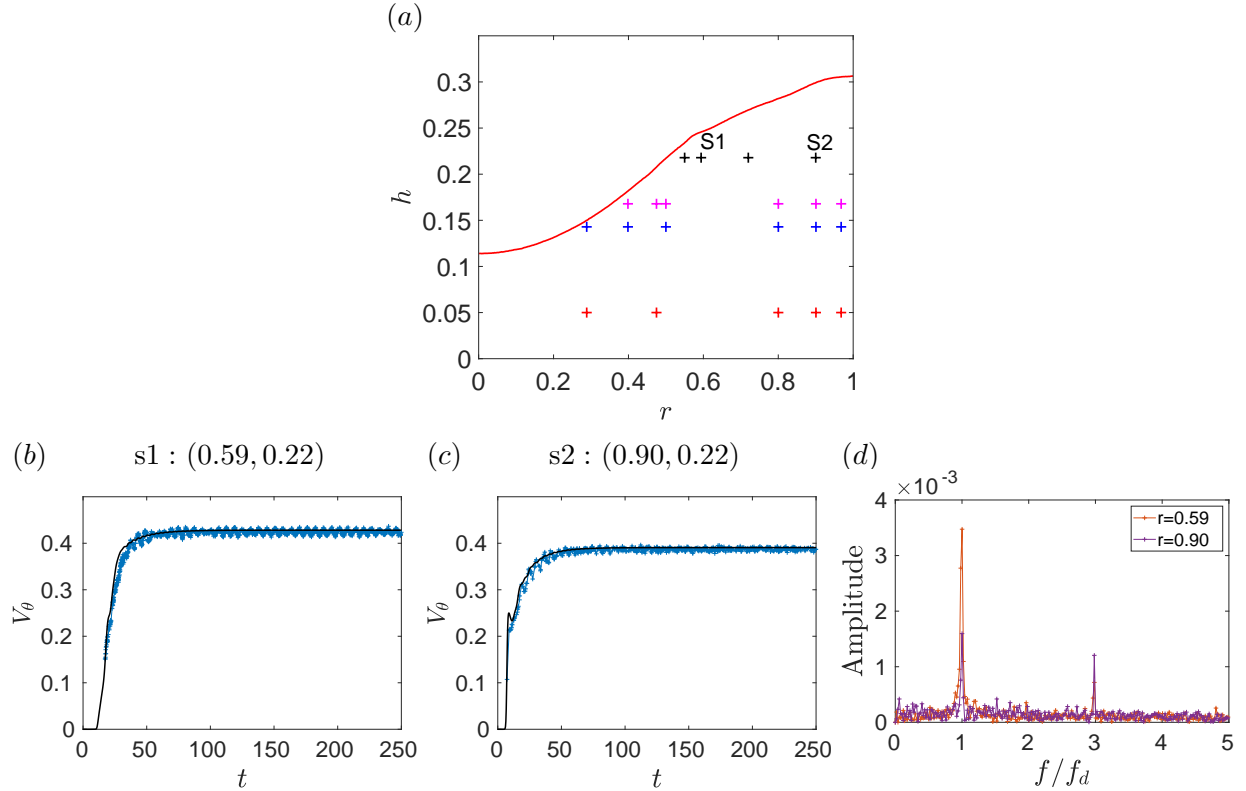 (a)
0.3
0.25
0.2
0.15
0.1
0.05
0
h
S1
S2
0 0.2 0.4 0.6 0.8 1
r
(b) s1 : (0.59, 0.22)
0.4
0.3
0.2
0.1
0
V_θ
0 50 100 150 200 250
t
(c) s2 : (0.90, 0.22)
0.4
0.3
0.2
0.1
0
V_θ
0 50 100 150 200 250
t
(d)
×10⁻³
4
3
2
1
0
Amplitude
r=0.59
r=0.90
0 1 2 3 4 5
f/f_d